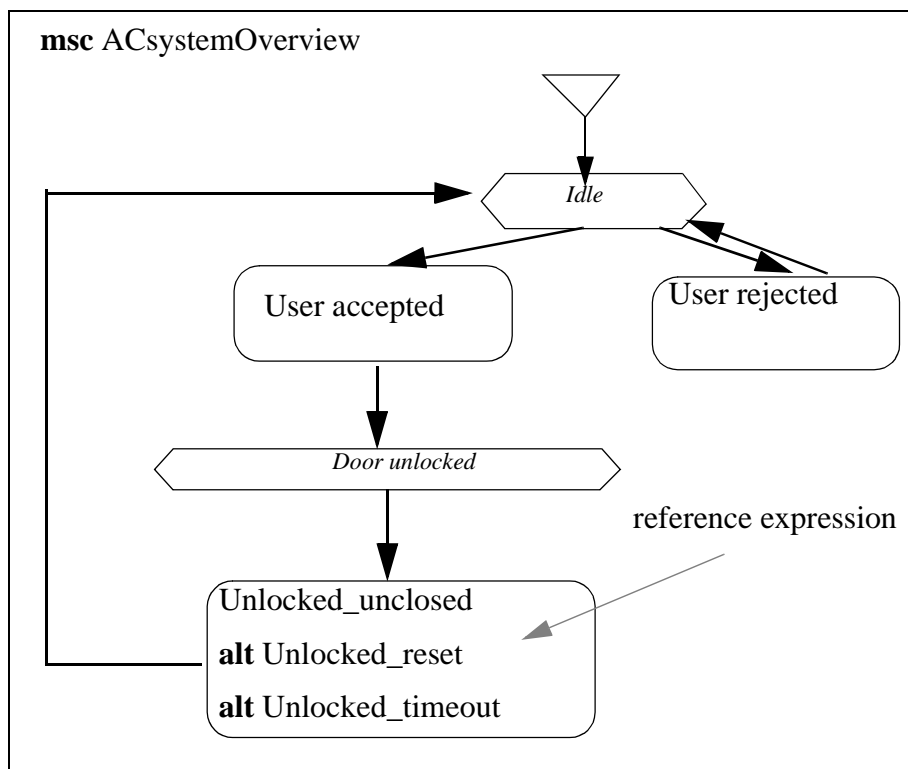 msc ACsystemOverview
Idle
User accepted
User rejected
Door unlocked
reference expression
Unlocked_unclosed
alt Unlocked_reset
alt Unlocked_timeout